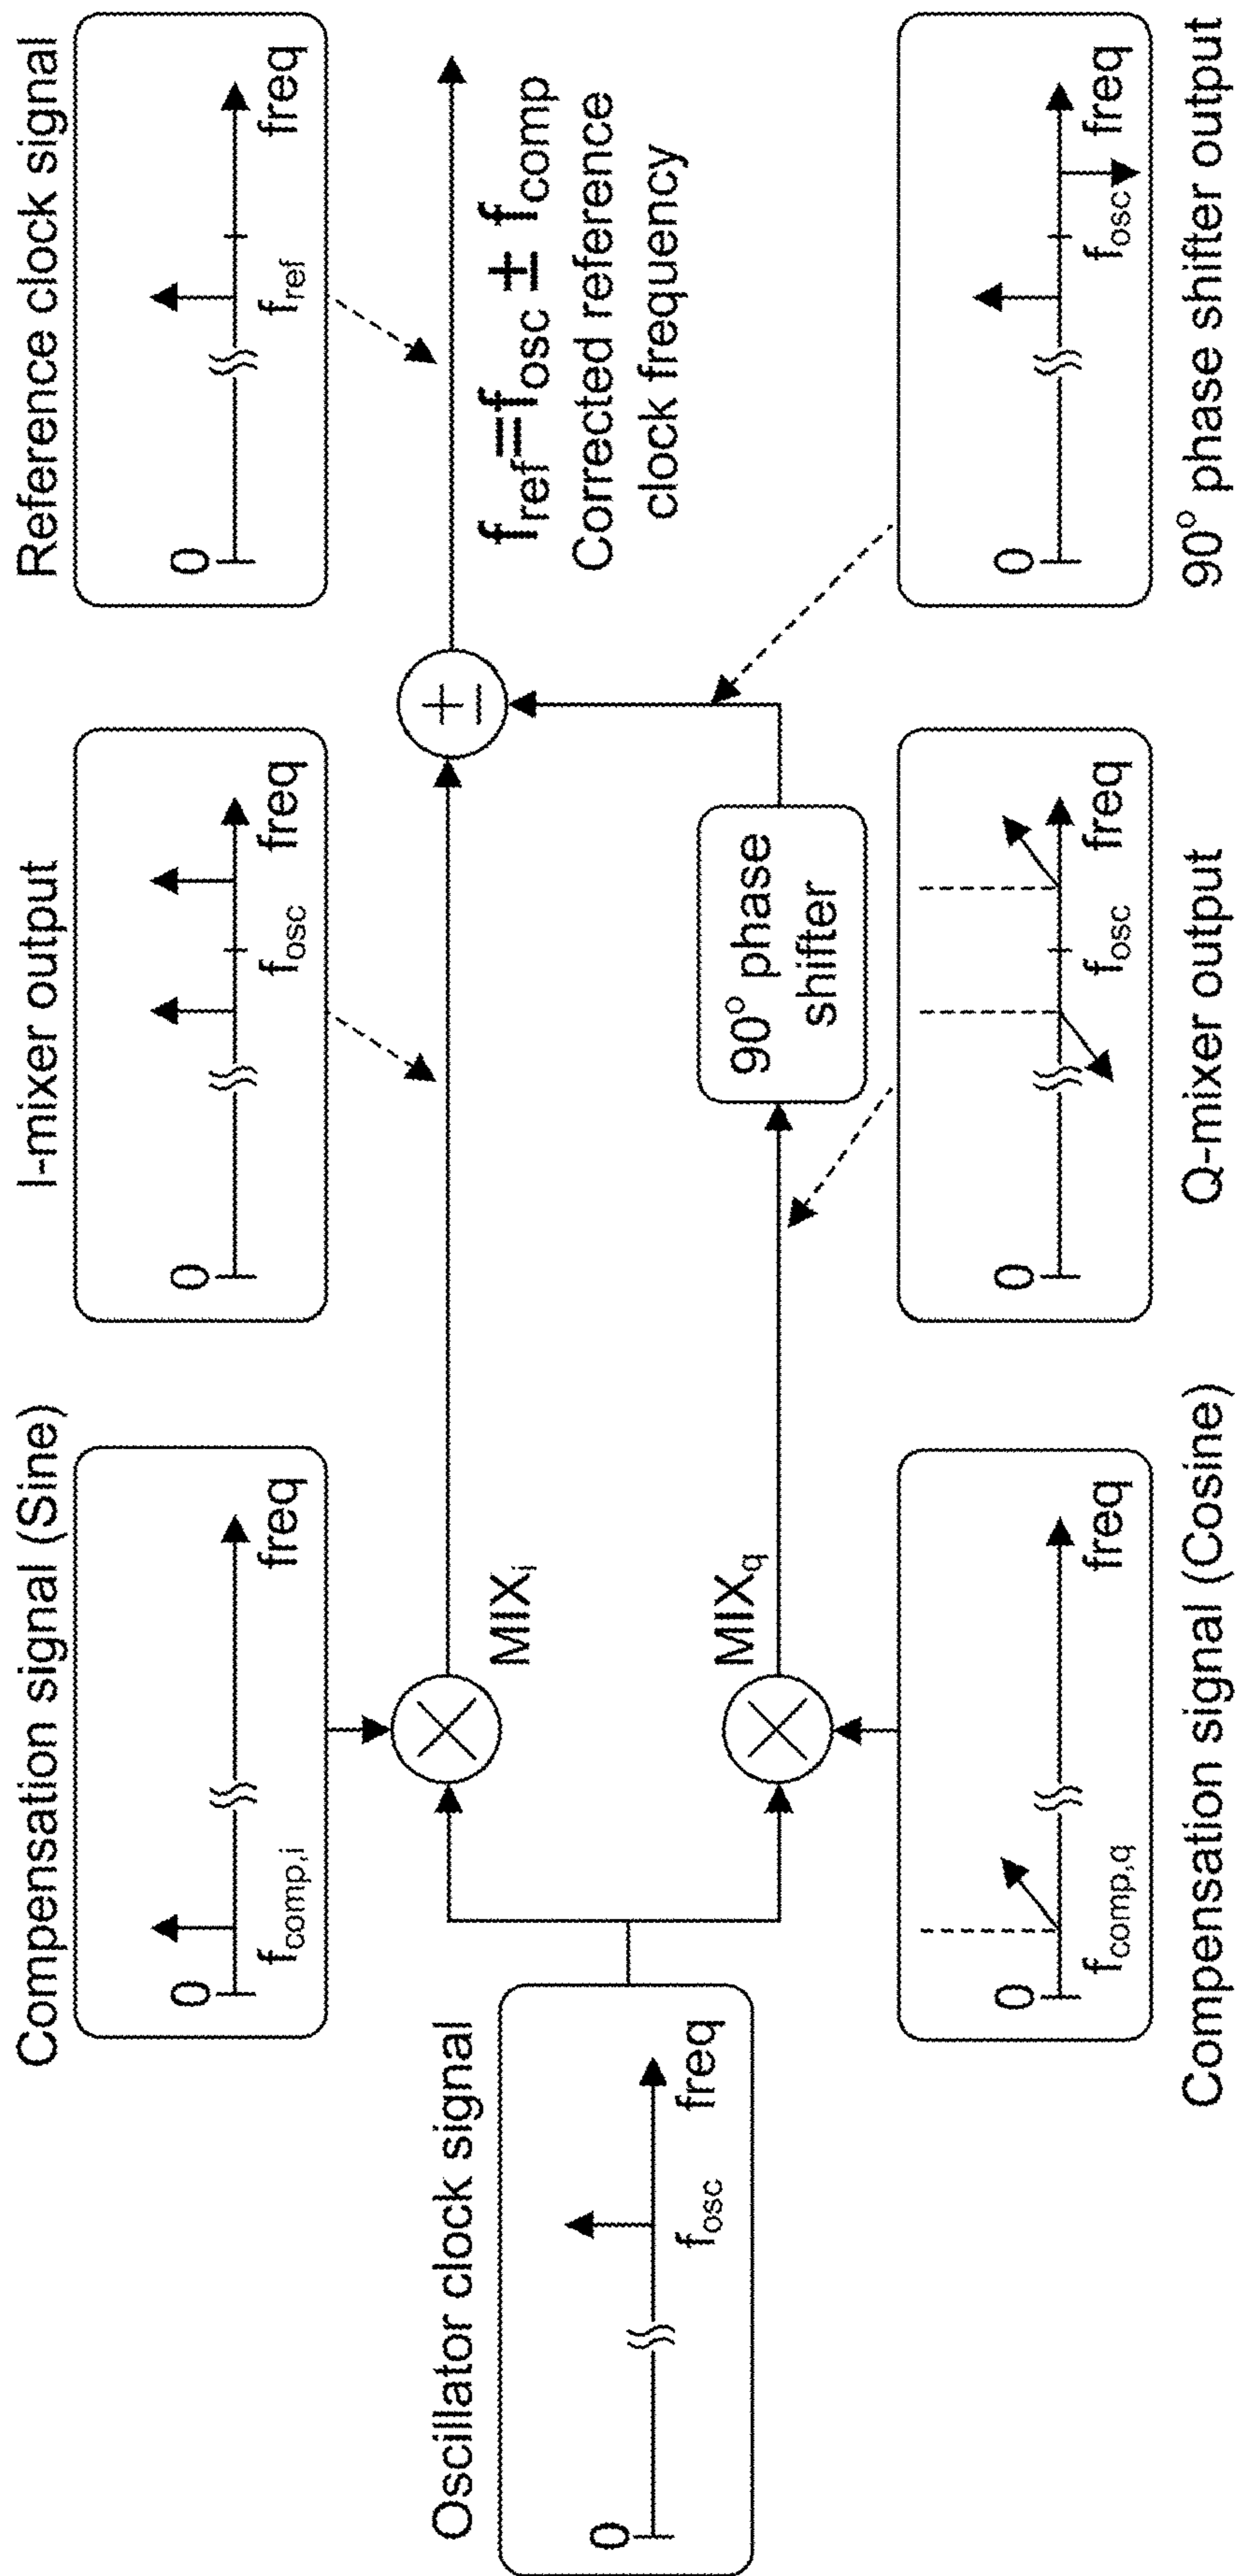 Compensation signal (Sine)
0
f_comp,i
freq
I-mixer output
0
f_osc
freq
Reference clock signal
0
f_ref
freq
Oscillator clock signal
0
f_osc
freq
MIX_i
MIX_q
90° phase
shifter
+
−
f_ref=f_osc ± f_comp
Corrected reference
clock frequency
0
f_comp,q
freq
Compensation signal (Cosine)
0
f_osc
freq
Q-mixer output
0
f_osc
freq
90° phase shifter output